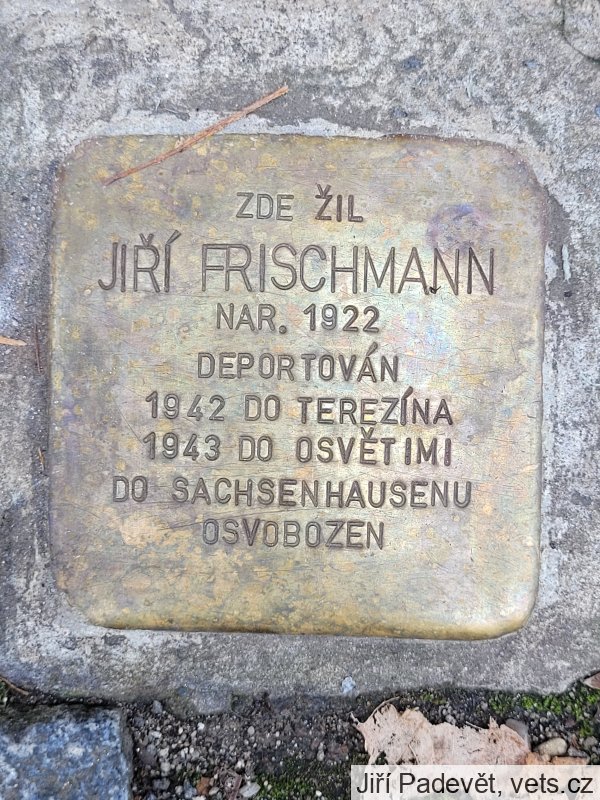 ZDE ŽIL
JIŘÍ FRISCHMANN
NAR. 1922
DEPORTOVÁN
1942 DO TEREZÍNA
1943 DO OSVĚTIMI
DO SACHSENHAUSENU
OSVOBOZEN
Jiří Padevět, vets.cz